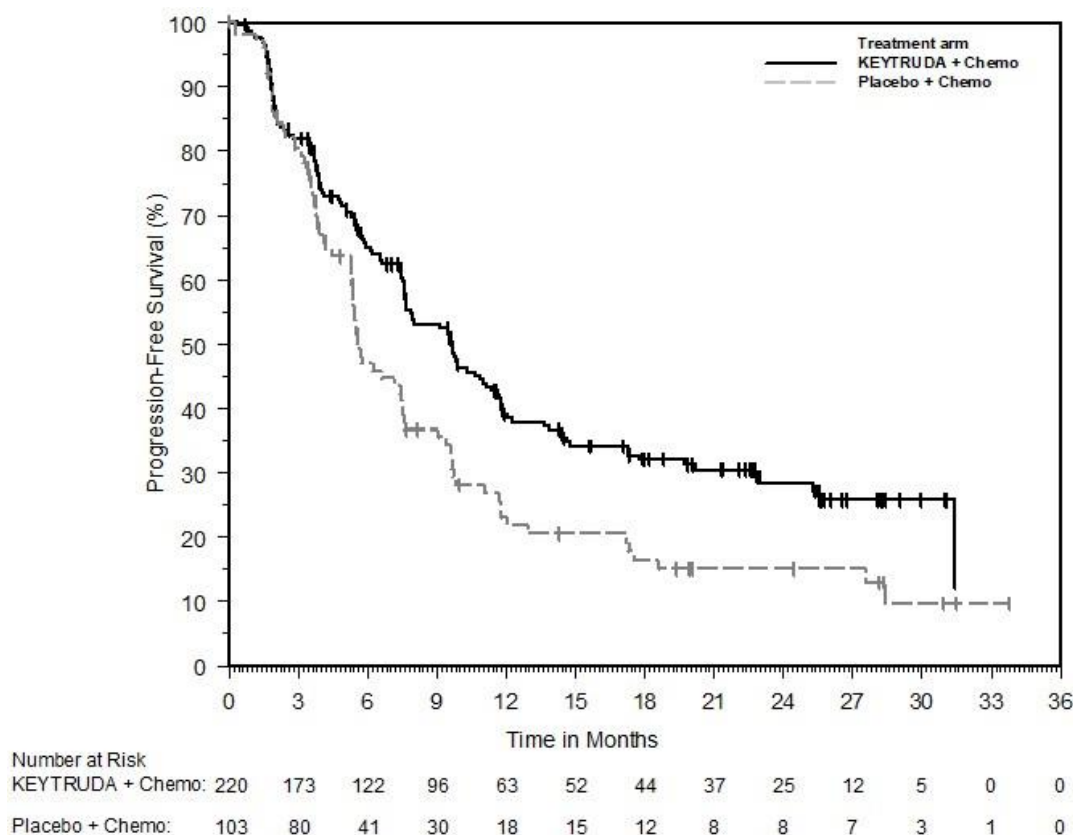 Treatment arm
KEYTRUDA + Chemo
Placebo + Chemo
Progression-Free Survival (%)
100
90
80
70
60
50
40
30
20
10
0
0 3 6 9 12 15 18 21 24 27 30 33 36
Time in Months
Number at Risk
KEYTRUDA + Chemo: 220 173 122 96 63 52 44 37 25 12 5 0 0
Placebo + Chemo: 103 80 41 30 18 15 12 8 8 7 3 1 0